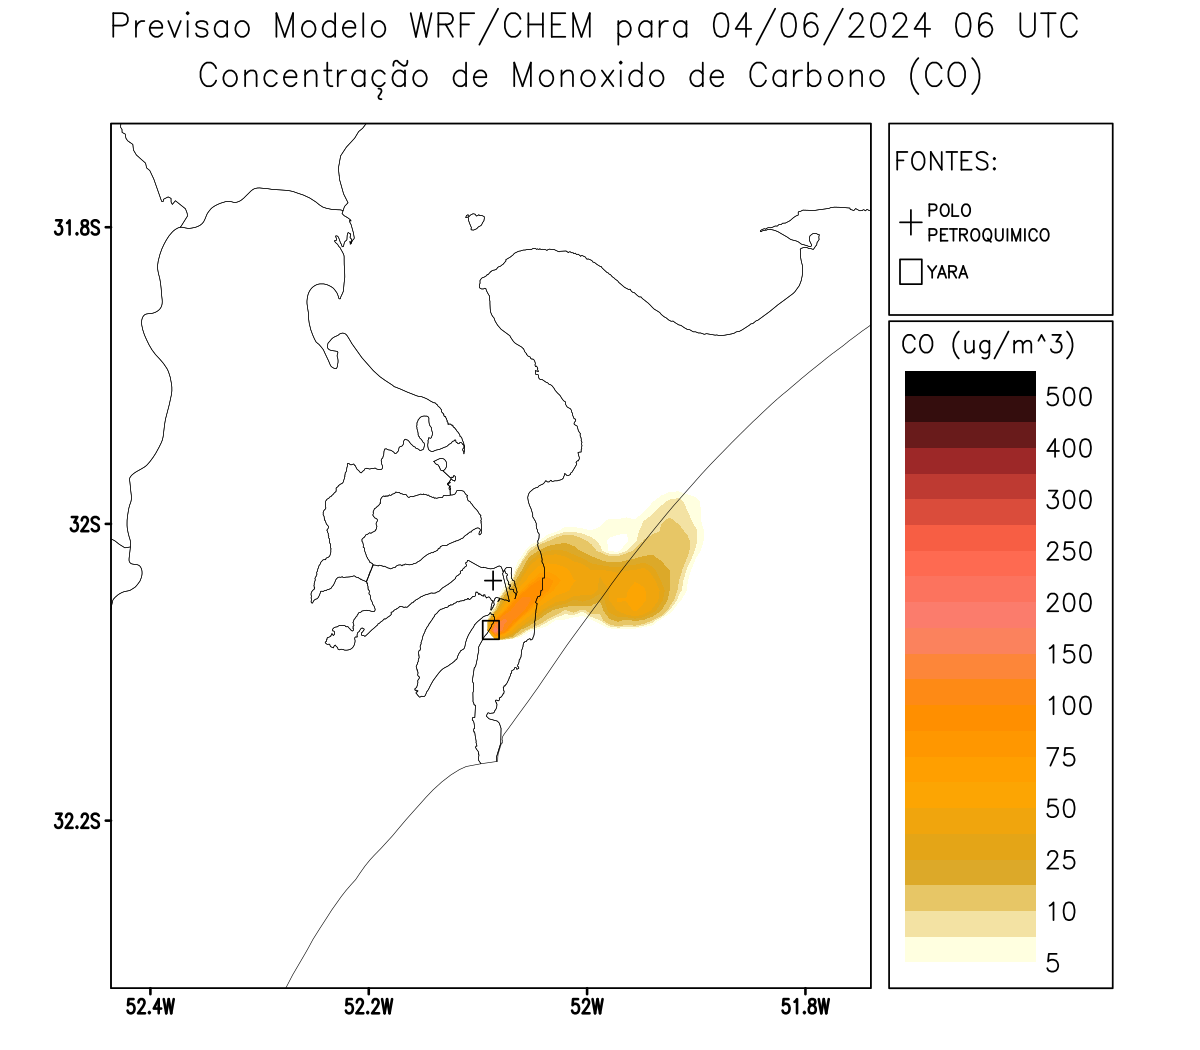 Previsao Modelo WRF/CHEM para 04/06/2024 06 UTC
Concentração de Monoxido de Carbono (CO)
FONTES:
POLO
PETROQUIMICO
YARA
CO (ug/m^3)
500
400
300
250
200
150
100
75
50
25
10
5
31.8S
32S
32.2S
52.4W
52.2W
52W
51.8W